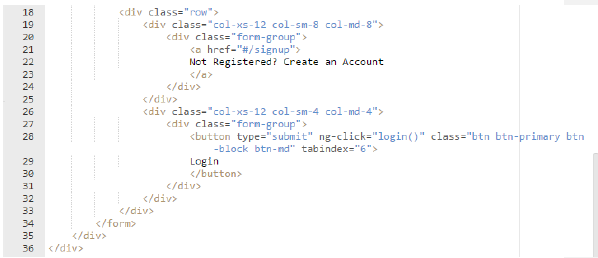 18 <div class="row">
19 <div class="col-xs-12 col-sm-8 col-md-8">
20 <div class="form-group">
21 <a href="#/signup">
22 Not Registered? Create an Account
23 </a>
24 </div>
25 </div>
26 <div class="col-xs-12 col-sm-4 col-md-4">
27 <div class="form-group">
28 <button type="submit" ng-click="login()" class="btn btn-primary btn
-block btn-md" tabindex="6">
29 Login
30 </button>
31 </div>
32 </div>
33 </div>
34 </form>
35 </div>
36 </div>